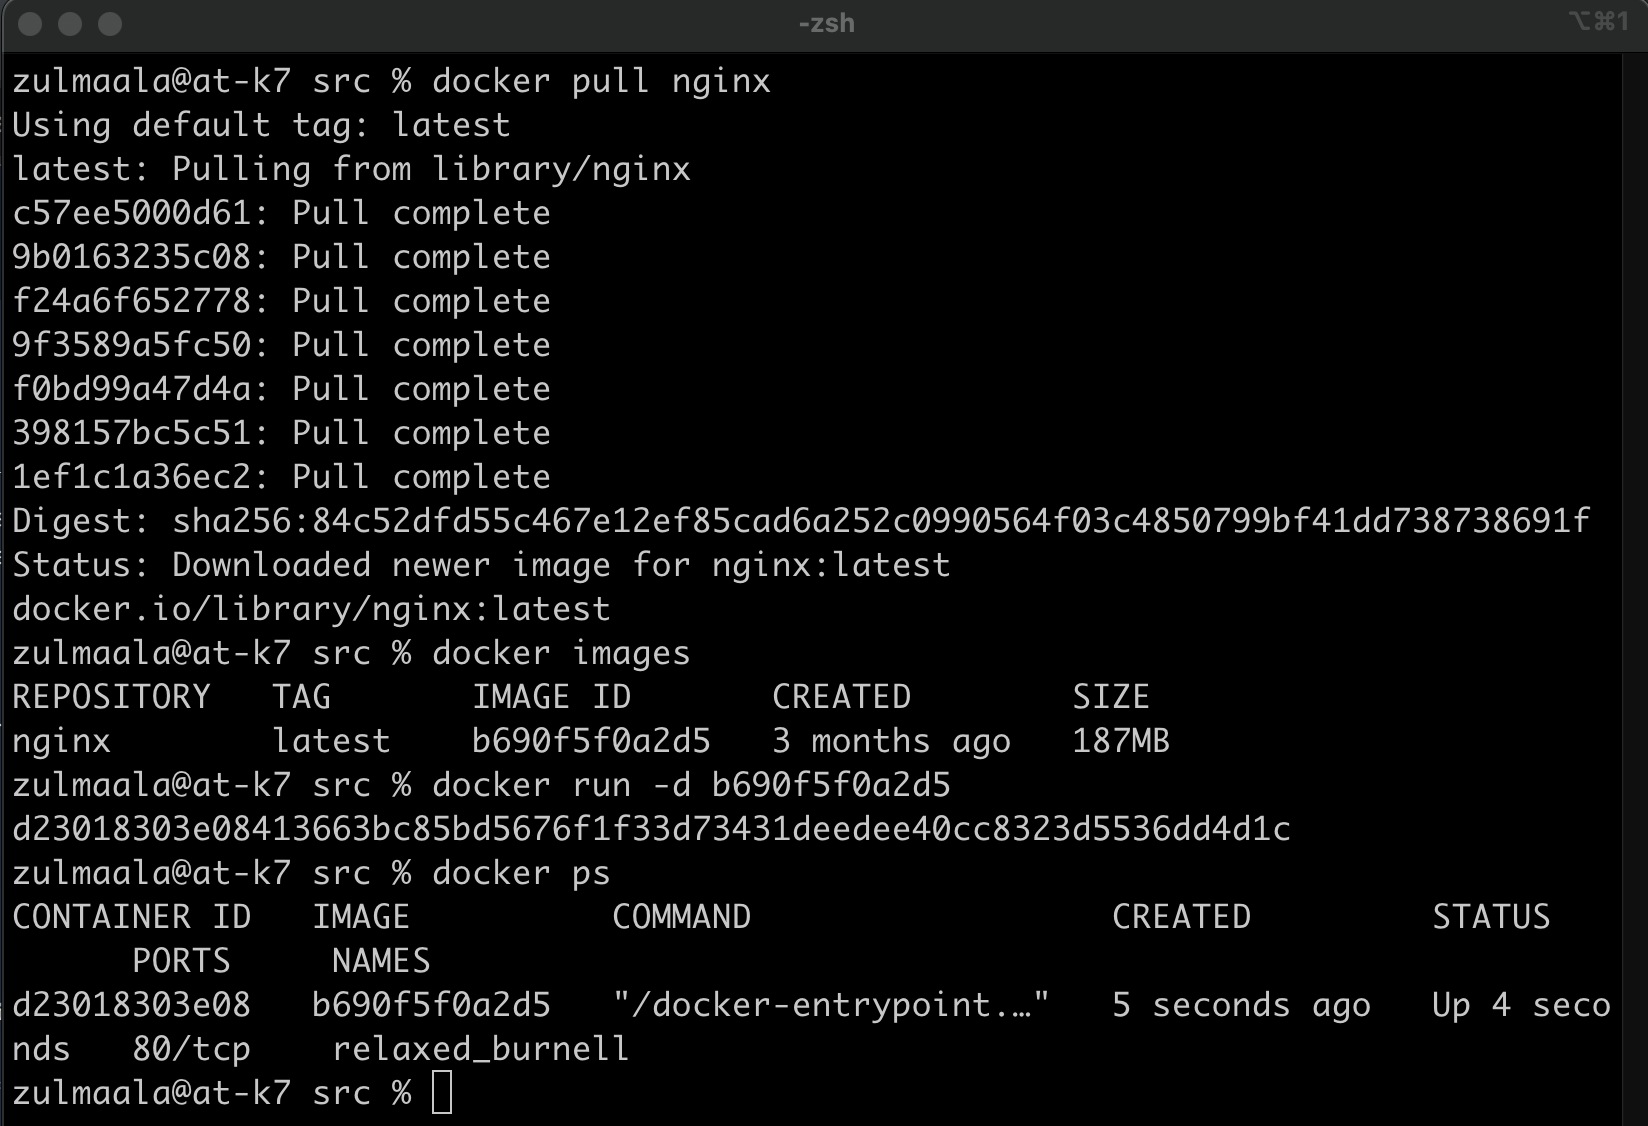 -zsh
⌥⌘1
zulmaala@at-k7 src % docker pull nginx
Using default tag: latest
latest: Pulling from library/nginx
c57ee5000d61: Pull complete
9b0163235c08: Pull complete
f24a6f652778: Pull complete
9f3589a5fc50: Pull complete
f0bd99a47d4a: Pull complete
398157bc5c51: Pull complete
1ef1c1a36ec2: Pull complete
Digest: sha256:84c52dfd55c467e12ef85cad6a252c0990564f03c4850799bf41dd738738691f
Status: Downloaded newer image for nginx:latest
docker.io/library/nginx:latest
zulmaala@at-k7 src % docker images
REPOSITORY   TAG       IMAGE ID       CREATED        SIZE
nginx        latest    b690f5f0a2d5   3 months ago   187MB
zulmaala@at-k7 src % docker run -d b690f5f0a2d5
d23018303e08413663bc85bd5676f1f33d73431deedee40cc8323d5536dd4d1c
zulmaala@at-k7 src % docker ps
CONTAINER ID   IMAGE          COMMAND                  CREATED         STATUS
      PORTS     NAMES
d23018303e08   b690f5f0a2d5   "/docker-entrypoint.…"   5 seconds ago   Up 4 seco
nds   80/tcp    relaxed_burnell
zulmaala@at-k7 src %